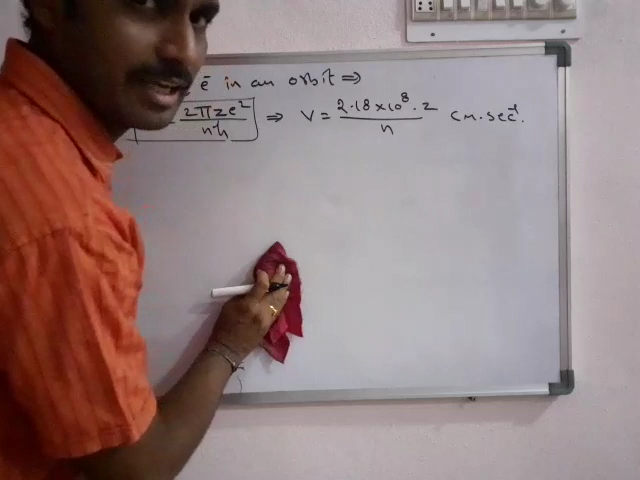 ē in an orbit ⇒
2πze² / nh ⇒ V = 2.18×10⁸.Z / n cm.sec⁻¹.